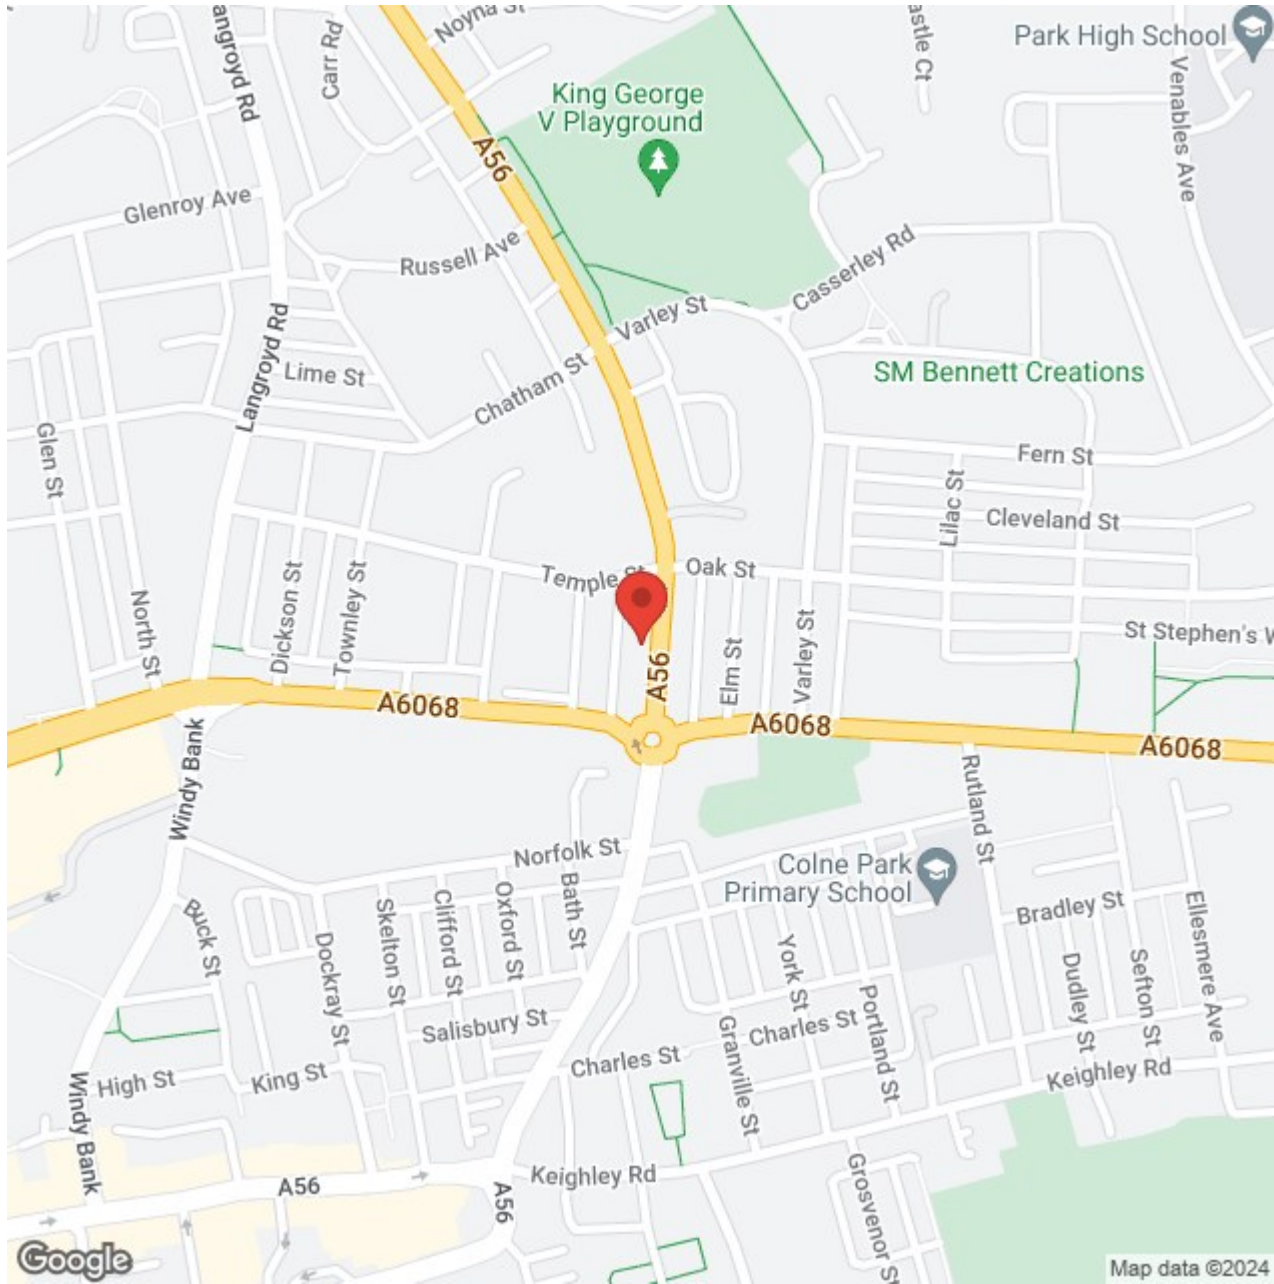 Noyna St
Park High School
astle Ct
angroyd Rd
Carr Rd
Venables Ave
King George
V Playground
A56
Glenroy Ave
Russell Ave
Casserley Rd
Varley St
Langroyd Rd
Lime St
SM Bennett Creations
Chatham St
Glen St
Fern St
Lilac St
Cleveland St
Temple St
Oak St
Dickson St
Townley St
North St
Elm St
Varley St
St Stephen's W
A56
A6068
A6068
A6068
Windy Bank
Rutland St
Norfolk St
Colne Park
Primary School
Bath St
Oxford St
Clifford St
Skelton St
Buck St
Dockray St
Bradley St
Ellesmere Ave
York St
Dudley St
Sefton St
Portland St
Salisbury St
Charles St
Granville St
Charles St
High St
King St
Keighley Rd
Windy Bank
Keighley Rd
A56
A56
Grosvenor St
Google
Map data ©2024